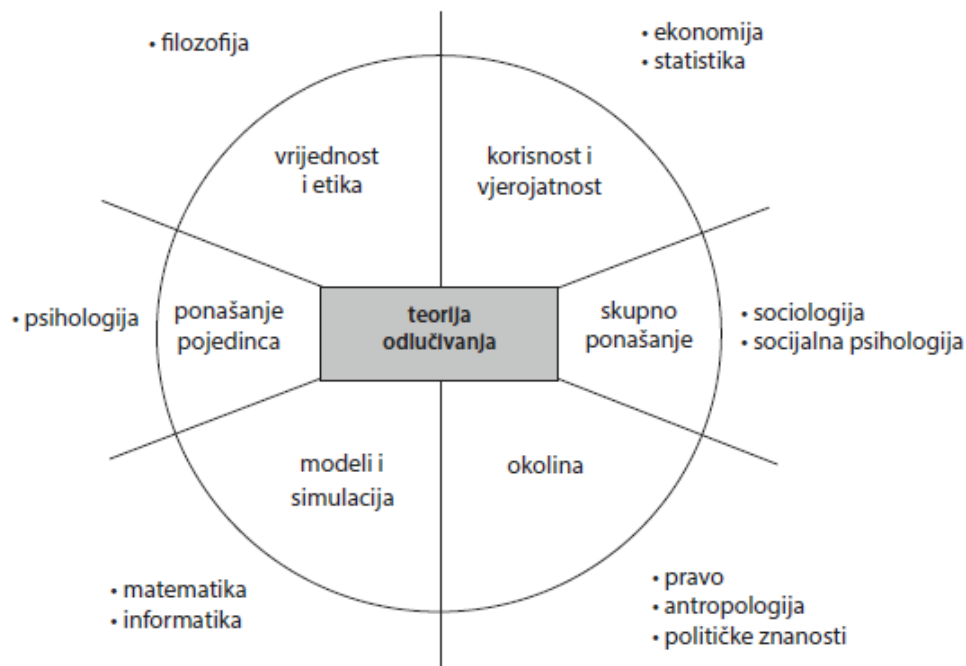 • filozofija
• ekonomija
• statistika
vrijednost
i etika
korisnost i
vjerojatnost
• psihologija
ponašanje
pojedinca
teorija
odlučivanja
skupno
ponašanje
• sociologija
• socijalna psihologija
modeli i
simulacija
okolina
• matematika
• informatika
• pravo
• antropologija
• političke znanosti